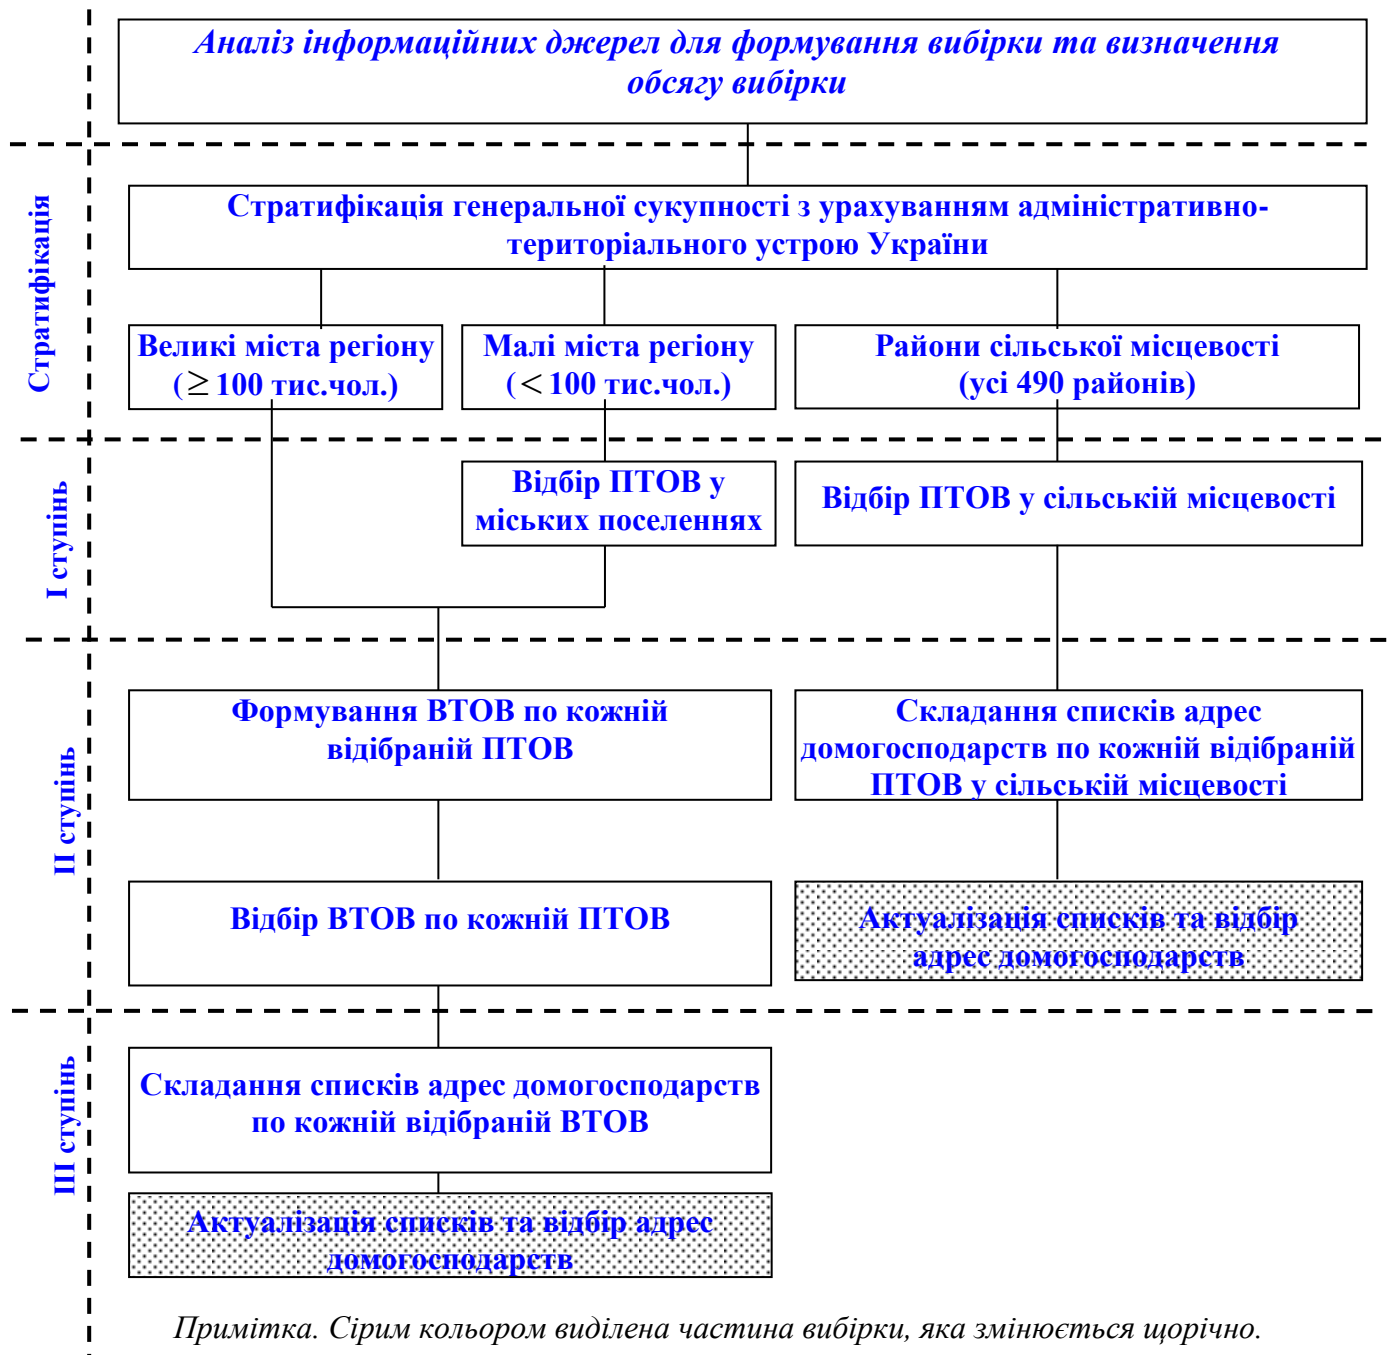 Аналіз інформаційних джерел для формування вибірки та визначення
обсягу вибірки
Стратифікація
Стратифікація генеральної сукупності з урахуванням адміністративно-
територіального устрою України
Великі міста регіону
(≥100 тис.чол.)
Малі міста регіону
(<100 тис.чол.)
Райони сільської місцевості
(усі 490 районів)
І ступінь
Відбір ПТОВ у
міських поселеннях
Відбір ПТОВ у сільській місцевості
ІІ ступінь
Формування ВТОВ по кожній
відібраній ПТОВ
Складання списків адрес
домогосподарств по кожній відібраній
ПТОВ у сільській місцевості
Відбір ВТОВ по кожній ПТОВ
Актуалізація списків та відбір
адрес домогосподарств
ІІІ ступінь
Складання списків адрес домогосподарств
по кожній відібраній ВТОВ
Актуалізація списків та відбір адрес
домогосподарств
Примітка. Сірим кольором виділена частина вибірки, яка змінюється щорічно.